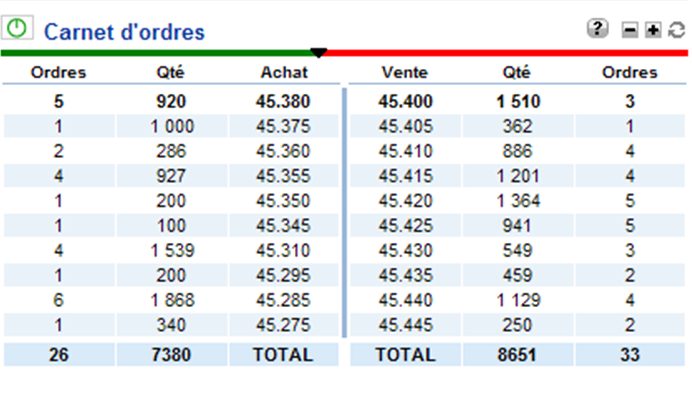 Carnet d'ordres ?
Ordres Qté Achat Vente Qté Ordres
5 920 45.380 45.400 1 510 3
1 1 000 45.375 45.405 362 1
2 286 45.360 45.410 886 4
4 927 45.355 45.415 1 201 4
1 200 45.350 45.420 1 364 5
1 100 45.345 45.425 941 5
4 1 539 45.310 45.430 549 3
1 200 45.295 45.435 459 2
6 1 868 45.285 45.440 1 129 4
1 340 45.275 45.445 250 2
26 7380 TOTAL TOTAL 8651 33